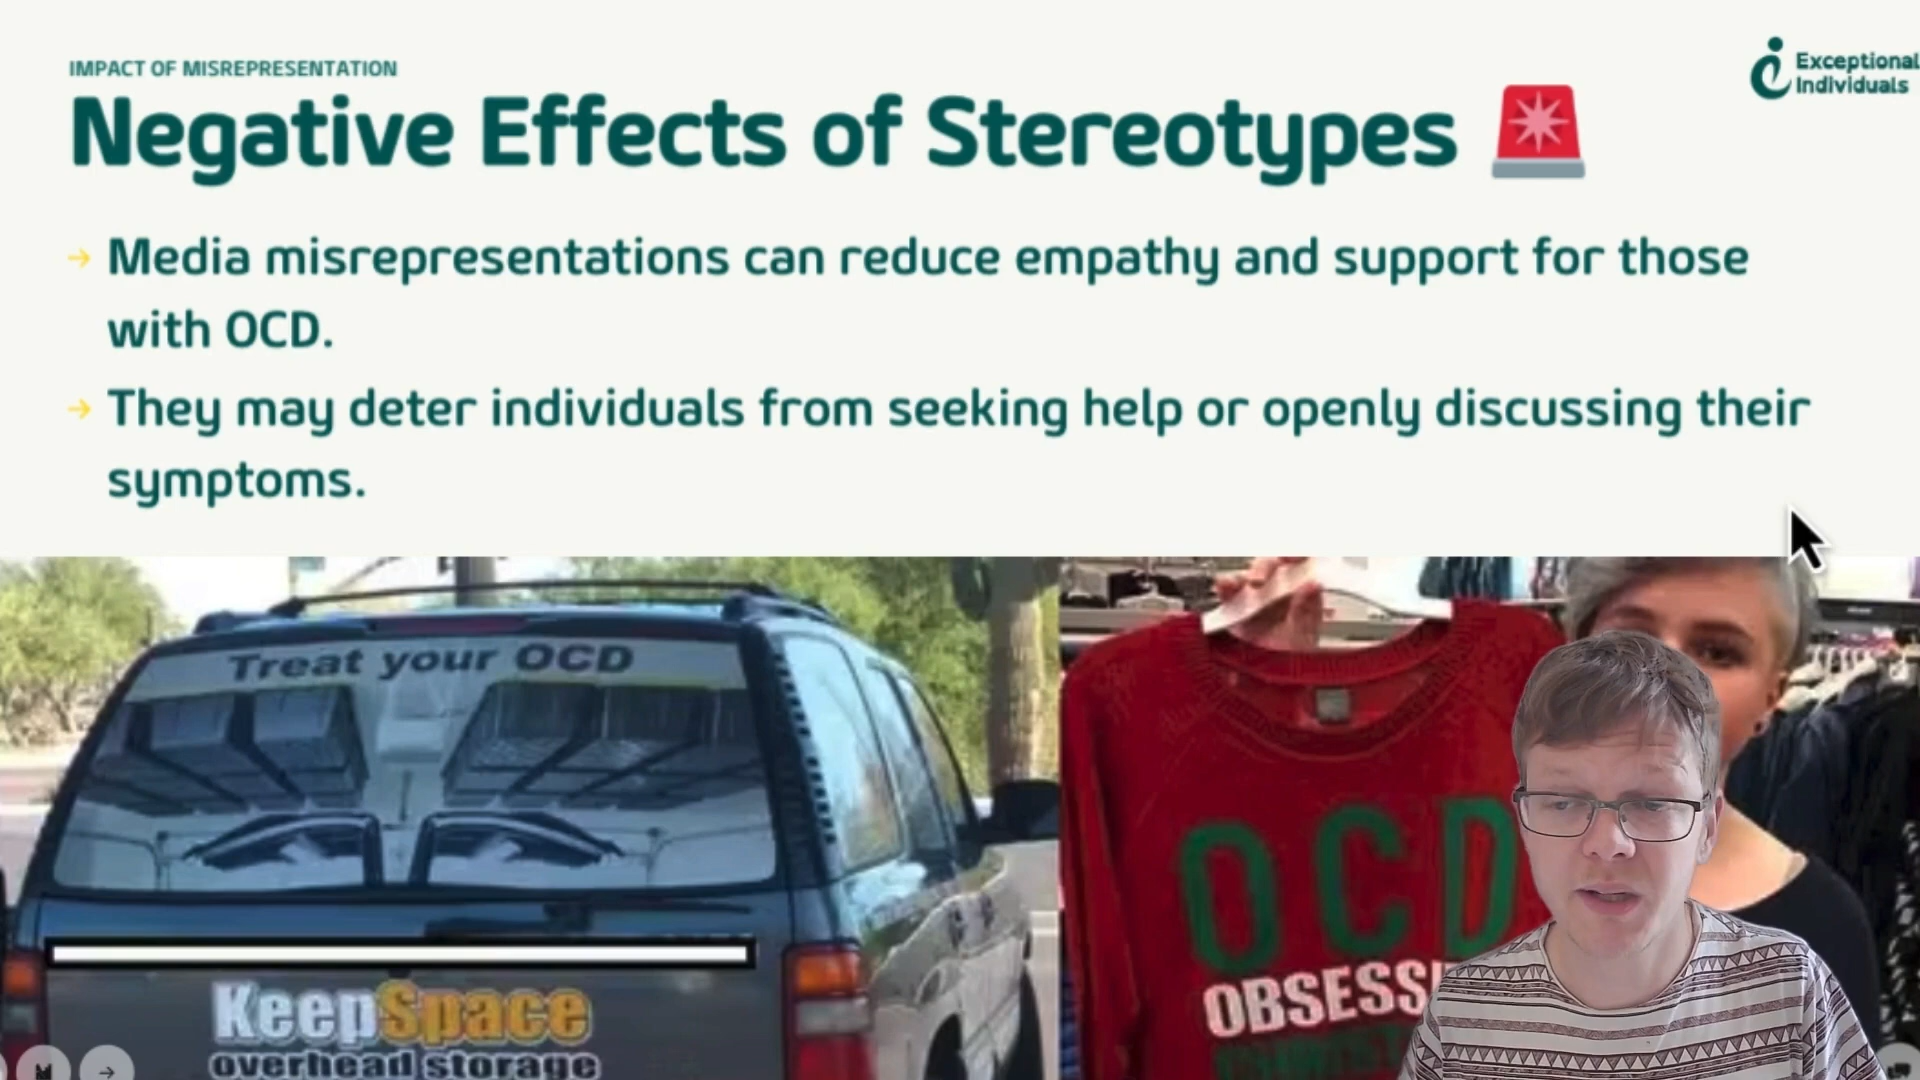 IMPACT OF MISREPRESENTATION
Negative Effects of Stereotypes
Exceptional
Individuals
→ Media misrepresentations can reduce empathy and support for those
with OCD.
→ They may deter individuals from seeking help or openly discussing their
symptoms.
Treat your OCD
KeepSpace
overhead storage
OCD